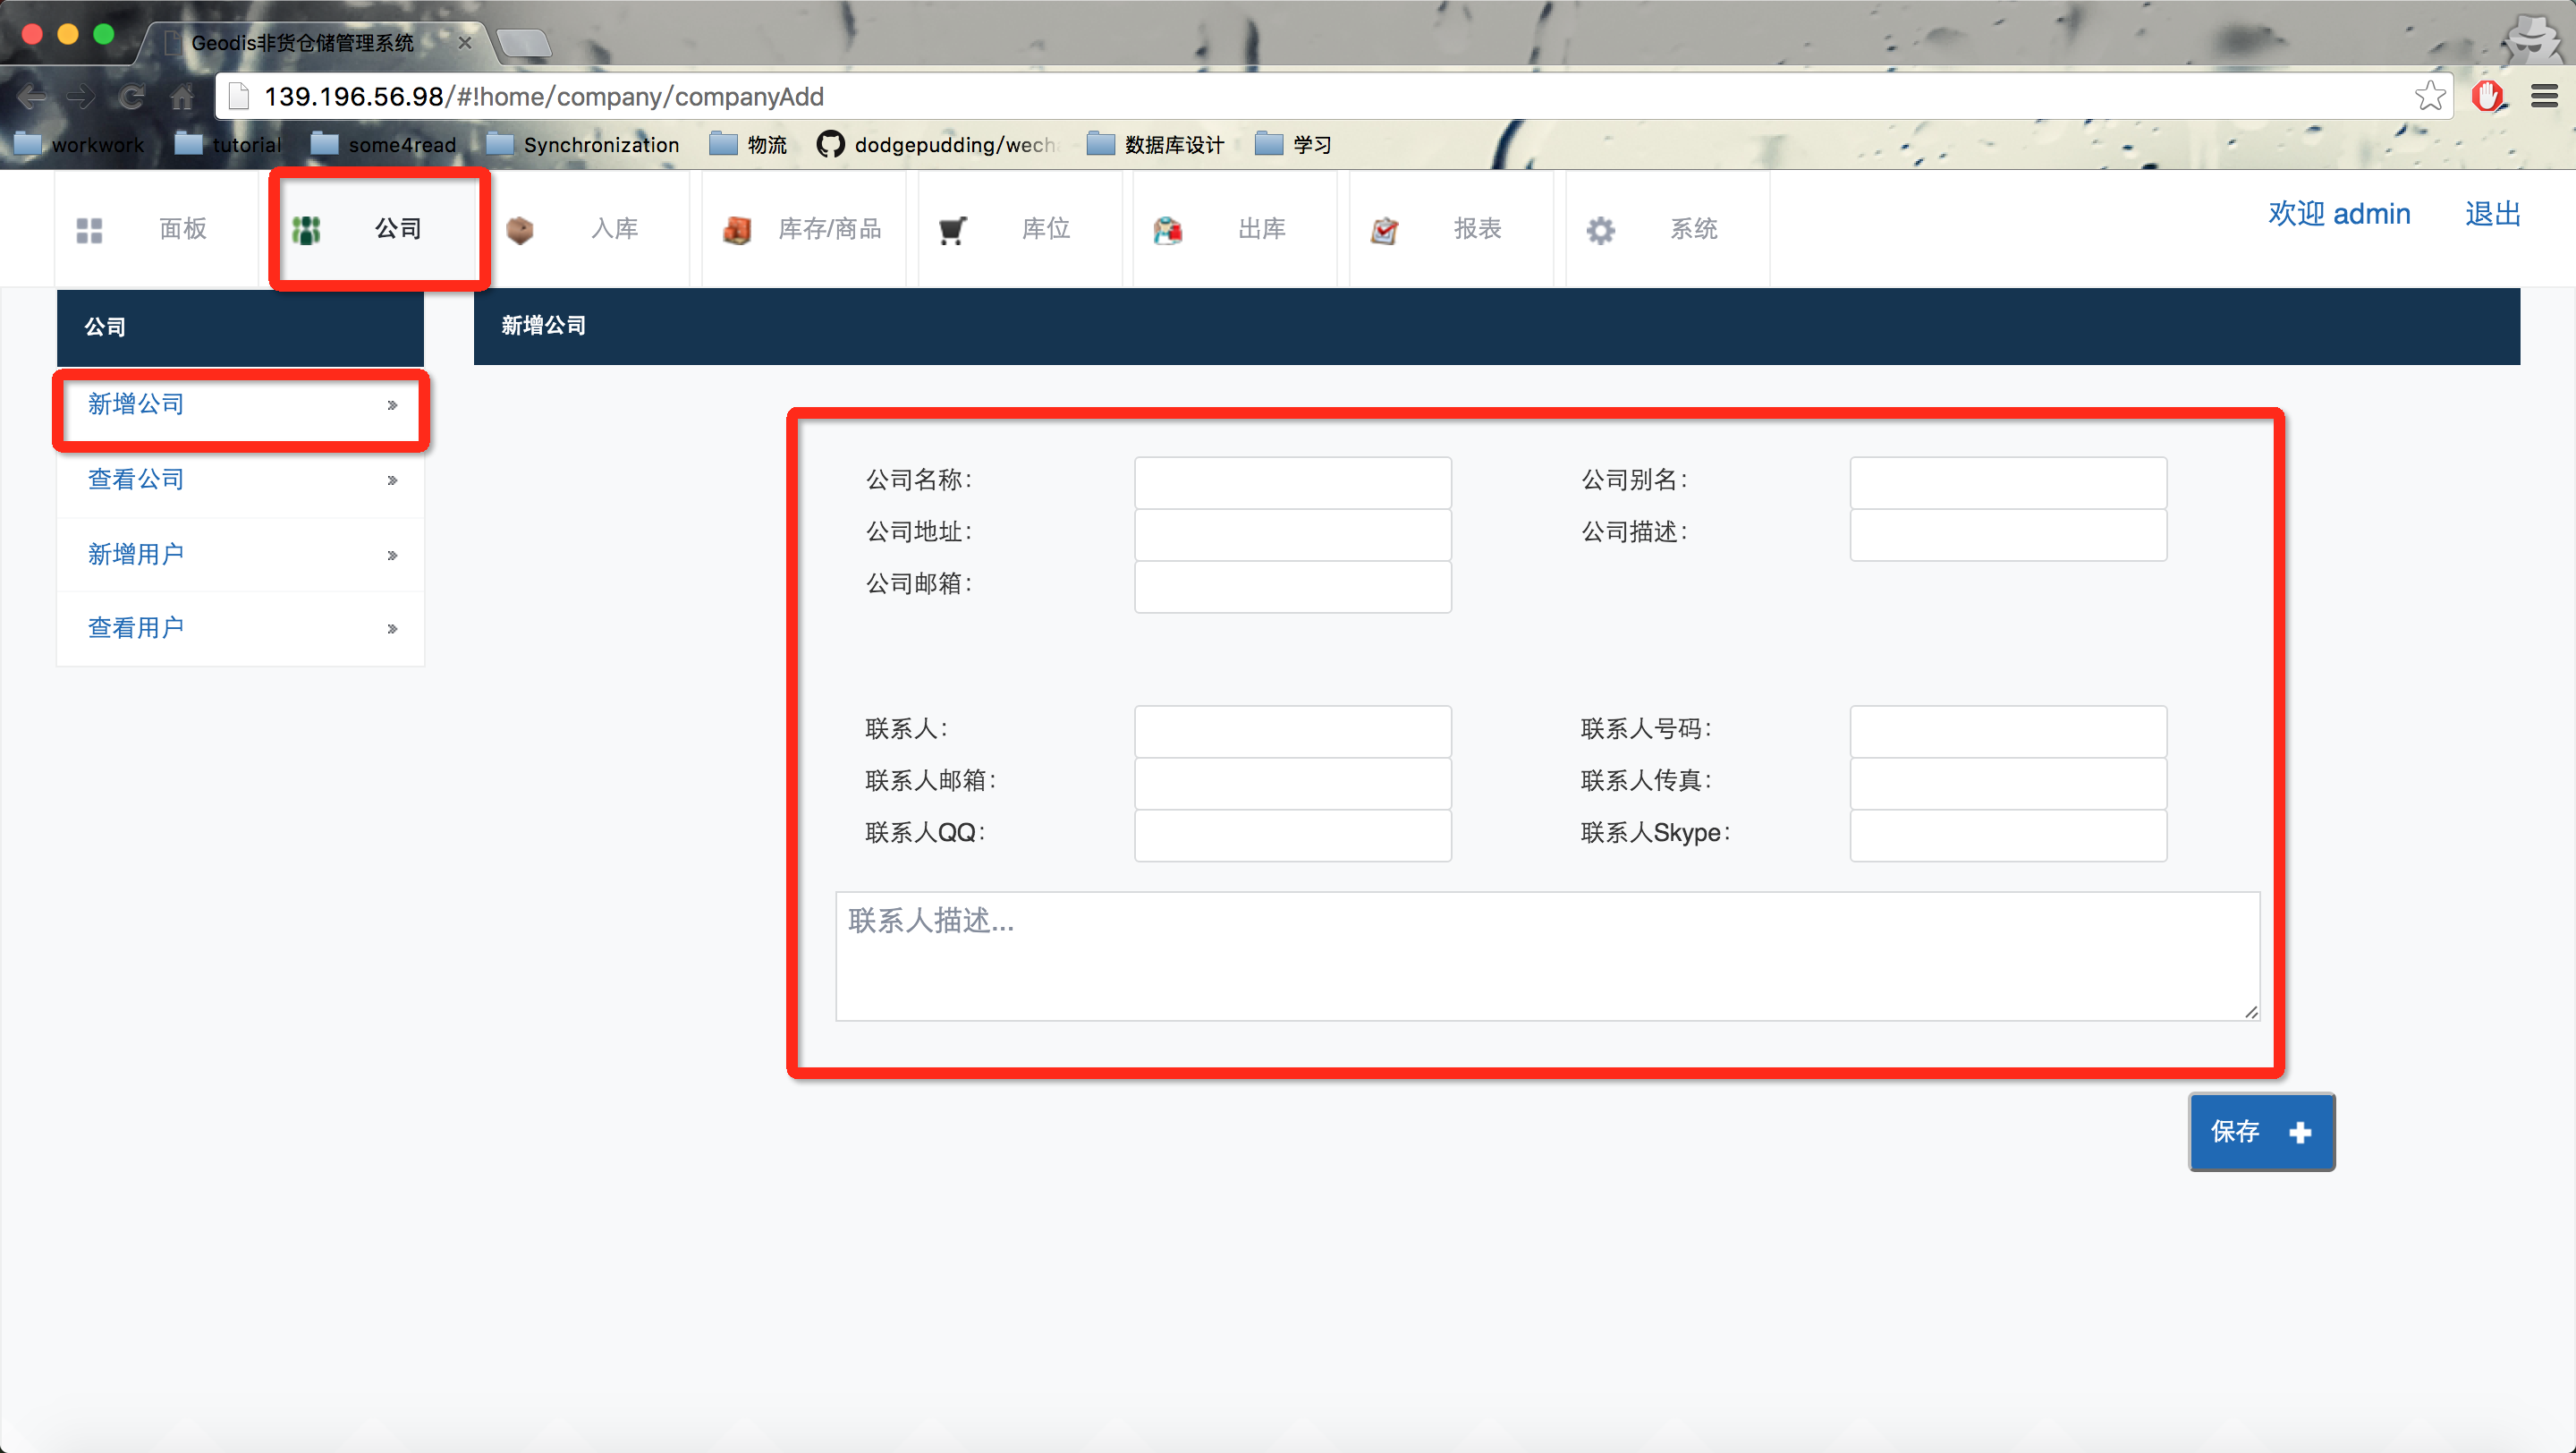 Geodis非货仓储管理系统
139.196.56.98/#!home/company/companyAdd
workwork tutorial some4read Synchronization 物流 dodgepudding/wech 数据库设计 学习
面板 公司 入库 库存/商品 库位 出库 报表 系统 欢迎 admin 退出
公司
新增公司 »
查看公司 »
新增用户 »
查看用户 »
新增公司
公司名称: 公司别名:
公司地址: 公司描述:
公司邮箱:
联系人: 联系人号码:
联系人邮箱: 联系人传真:
联系人QQ: 联系人Skype:
联系人描述...
保存